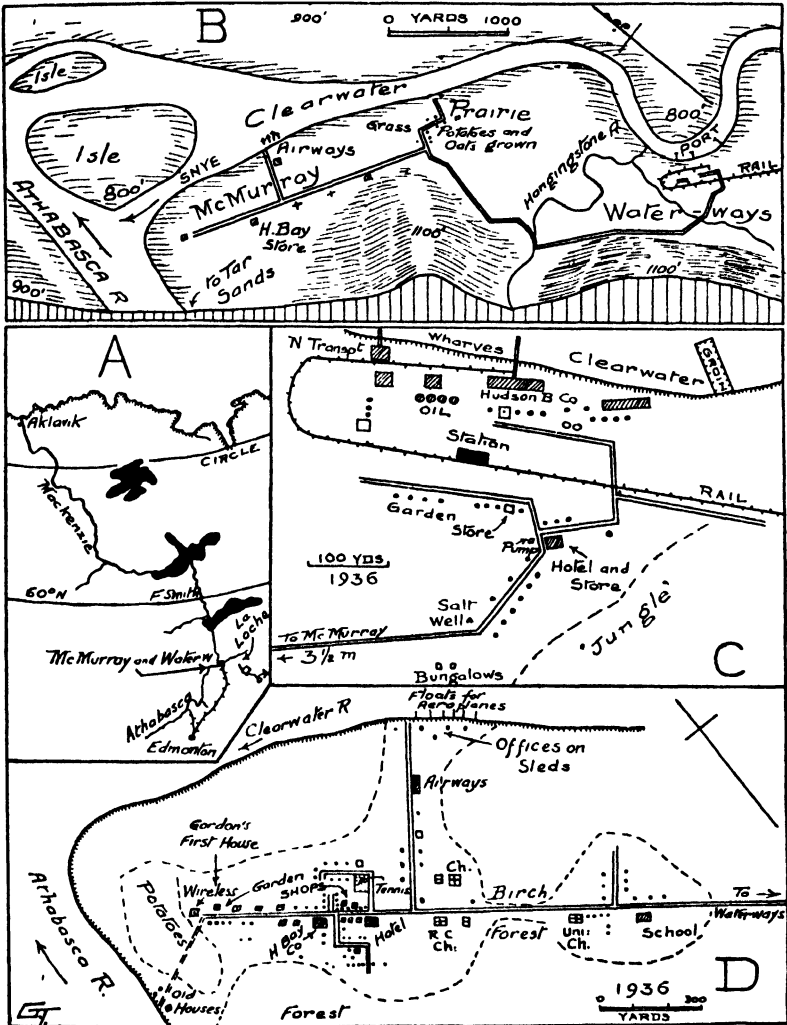 B
900'
0 YARDS 1000
Isle
Clearwater
Prairie
Grass
Potatoes and
Oats grown
800'
PORT
RAIL
Isle
800'
SNYE
Airways
McMurray
Hangingstone R
Water-ways
ATHABASCA R
H. Bay
Store
1100'
1100'
to Tar
Sands
900'
A
Aklavik
CIRCLE
Mackenzie
60°N
F Smith
La
Loche
McMurray and Waterw
Athabasca
Edmonton
N Transpt
Wharves
Clearwater
Hudson B Co
OIL
Station
RAIL
Garden
Store
Pump
Hotel and
Store
100 YDS
1936
Salt
Well
'Jungle'
To McMurray
← 3½ m
Bungalows
C
Floats for
Aeroplanes
Clearwater R
Offices on
Sleds
Airways
Gordon's
First House
Wireless
Garden
SHOPS
Tennis
Ch.
Birch
To
Waterways
Potatoes
H Bay
Co
Hotel
R C
Ch.
Forest
Uni:
Ch.
School
Athabasca
R.
Old
Houses
Forest
1936
0 300
YARDS
D
GT